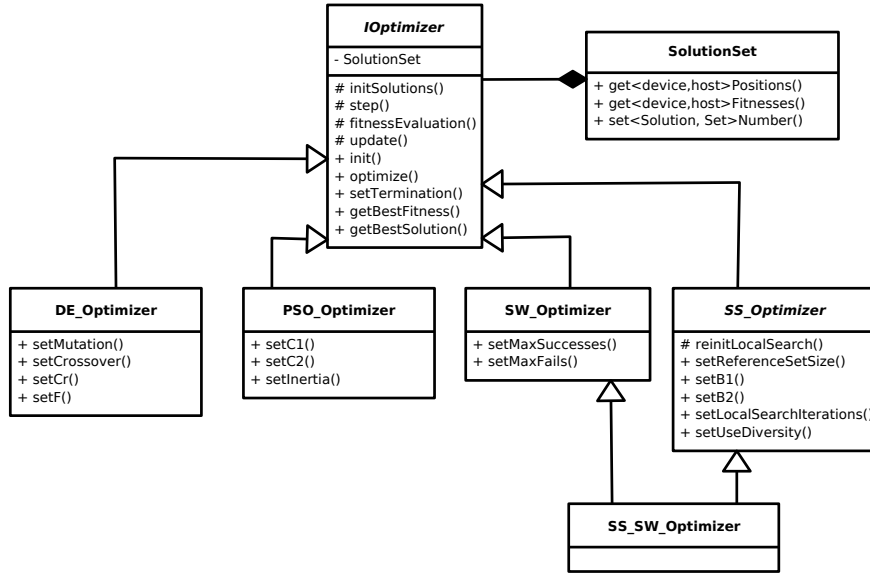 IOptimizer
- SolutionSet
# initSolutions()
# step()
# fitnessEvaluation()
# update()
+ init()
+ optimize()
+ setTermination()
+ getBestFitness()
+ getBestSolution()
SolutionSet
+ get<device,host>Positions()
+ get<device,host>Fitnesses()
+ set<Solution, Set>Number()
DE_Optimizer
+ setMutation()
+ setCrossover()
+ setCr()
+ setF()
PSO_Optimizer
+ setC1()
+ setC2()
+ setInertia()
SW_Optimizer
+ setMaxSuccesses()
+ setMaxFails()
SS_Optimizer
# reinitLocalSearch()
+ setReferenceSetSize()
+ setB1()
+ setB2()
+ setLocalSearchIterations()
+ setUseDiversity()
SS_SW_Optimizer